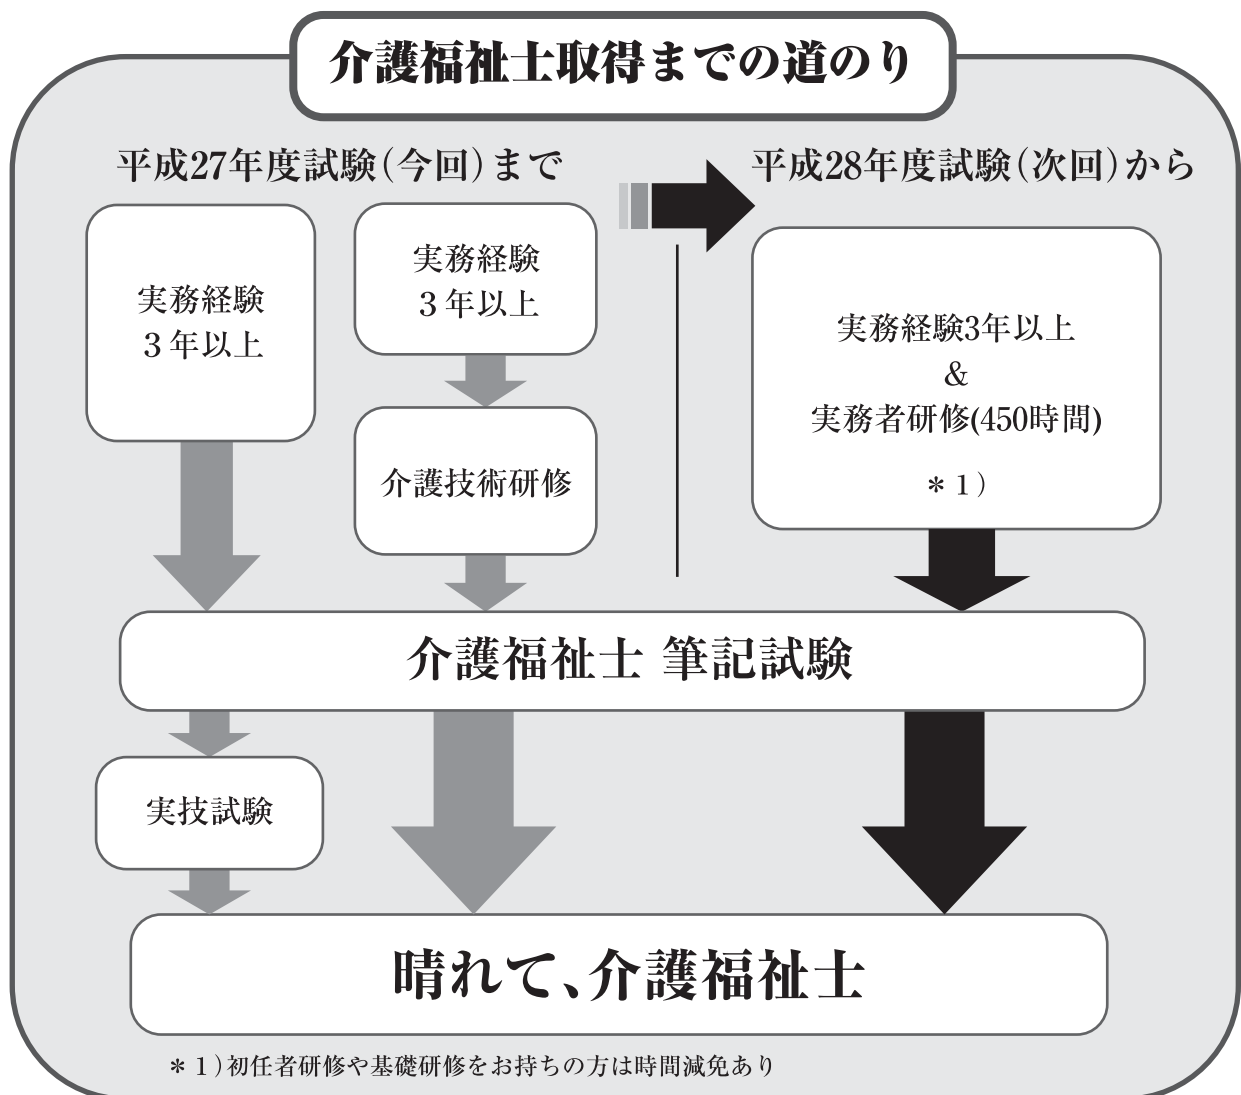 介護福祉士取得までの道のり
平成27年度試験(今回)まで
平成28年度試験(次回)から
実務経験
3年以上
実務経験
3年以上
介護技術研修
実務経験3年以上
&
実務者研修(450時間)
＊1)
介護福祉士 筆記試験
実技試験
晴れて、介護福祉士
＊1)初任者研修や基礎研修をお持ちの方は時間減免あり